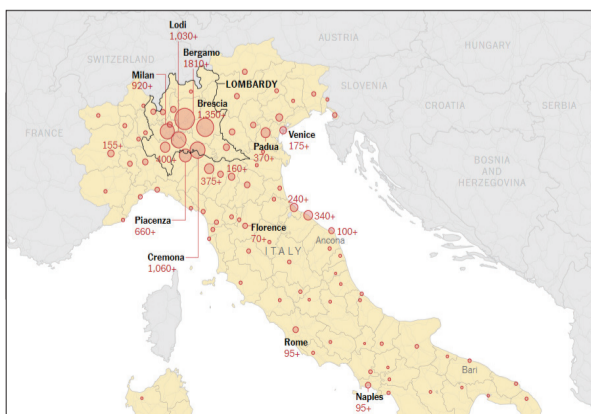 Lodi
1,030+
AUSTRIA
HUNGARY
Bergamo
1810+
SWITZERLAND
Milan
920+
LOMBARDY
SLOVENIA
Brescia
1,350+
CROATIA
SERBIA
FRANCE
Venice
175+
Padua
370+
155+
400+
160+
375+
BOSNIA
AND
HERZEGOVINA
240+
340+
Piacenza
660+
100+
Florence
70+
Ancona
ITALY
Cremona
1,060+
Rome
95+
Bari
Naples
95+